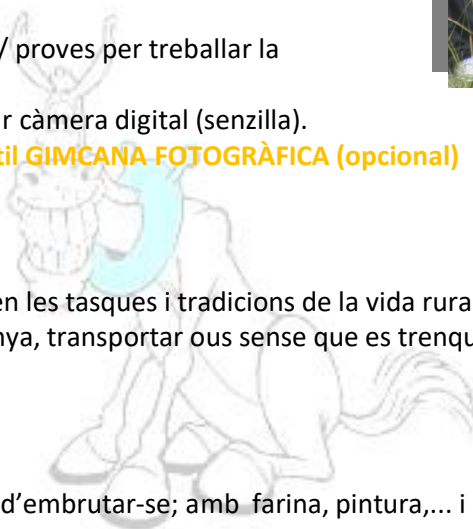 / proves per treballar la
r càmera digital (senzilla).
til GIMCANA FOTOGRÀFICA (opcional)
en les tasques i tradicions de la vida rura
nya, transportar ous sense que es trenqu
d’embrutar-se; amb farina, pintura,... i